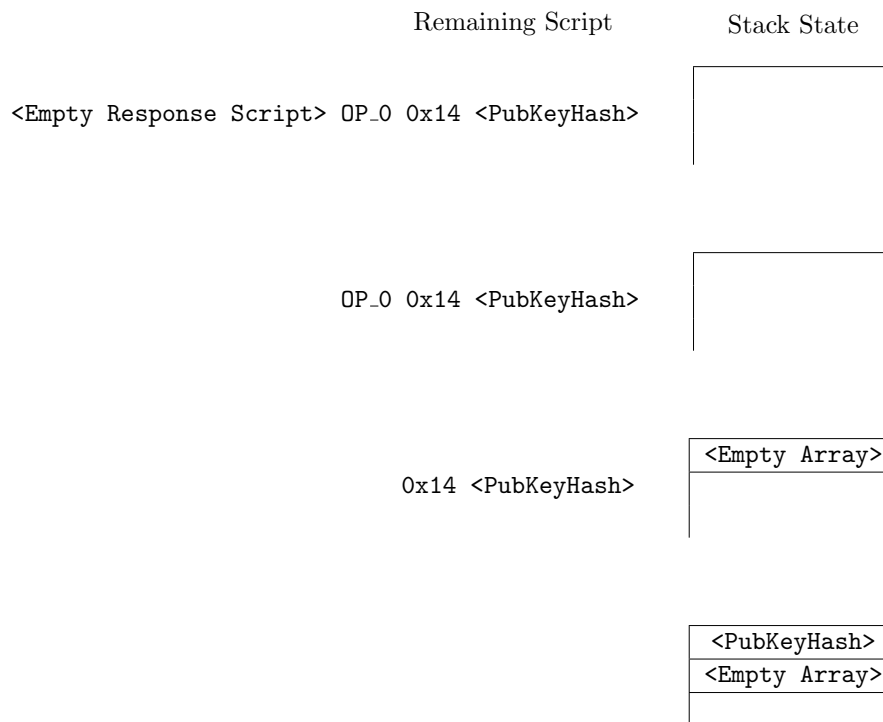 Remaining Script Stack State
<Empty Response Script> OP_0 0x14 <PubKeyHash>
OP_0 0x14 <PubKeyHash>
<Empty Array>
0x14 <PubKeyHash>
<PubKeyHash>
<Empty Array>